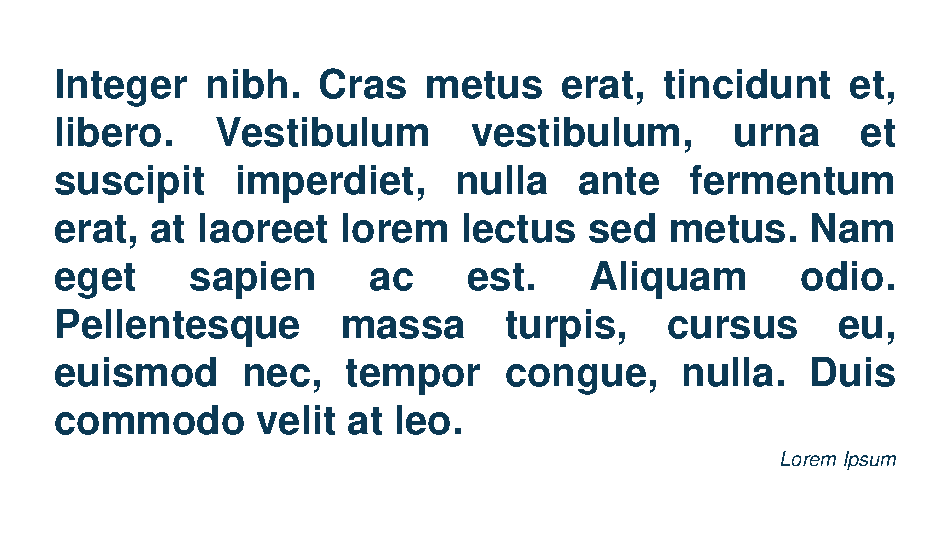 Integer nibh. Cras metus erat, tincidunt et,
libero. Vestibulum vestibulum, urna et
suscipit imperdiet, nulla ante fermentum
erat, at laoreet lorem lectus sed metus. Nam
eget sapien ac est. Aliquam odio.
Pellentesque massa turpis, cursus eu,
euismod nec, tempor congue, nulla. Duis
commodo velit at leo.
Lorem Ipsum